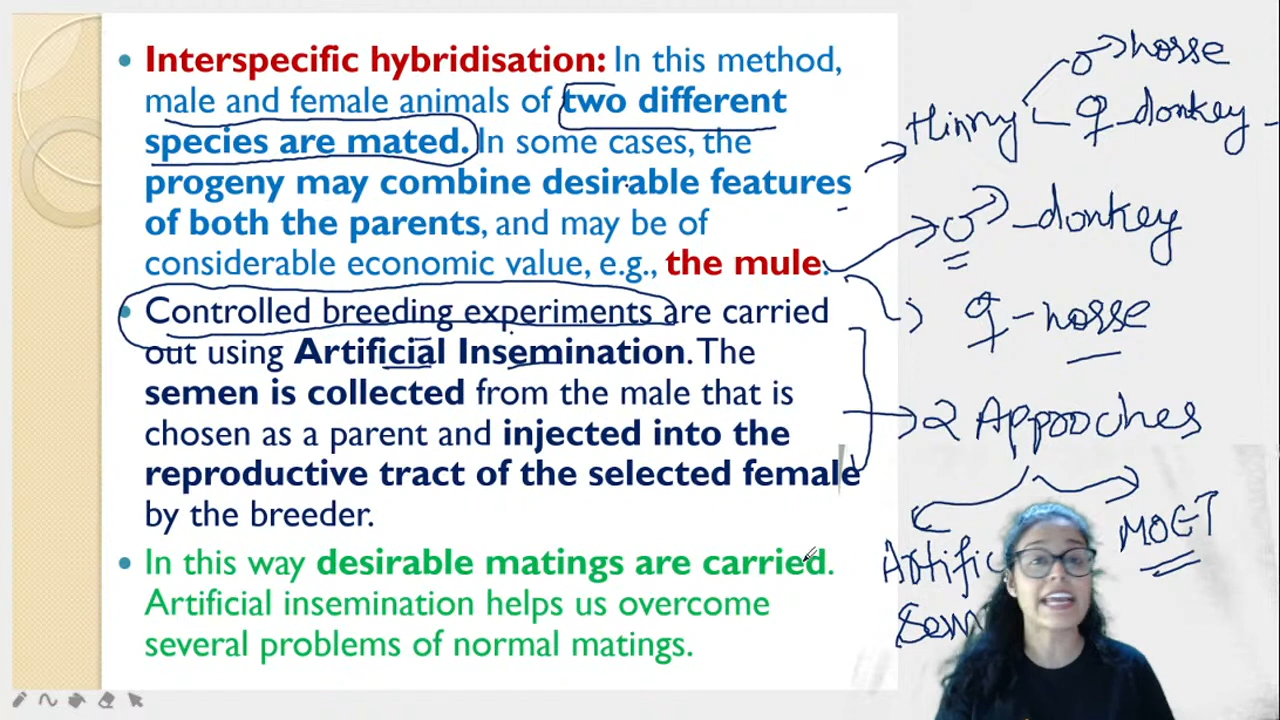 • Interspecific hybridisation: In this method,
male and female animals of two different
species are mated. In some cases, the
progeny may combine desirable features
of both the parents, and may be of
considerable economic value, e.g., the mule.
• Controlled breeding experiments are carried
out using Artificial Insemination. The
semen is collected from the male that is
chosen as a parent and injected into the
reproductive tract of the selected female
by the breeder.
• In this way desirable matings are carried.
Artificial insemination helps us overcome
several problems of normal matings.
♂ horse
Hinny ♀ donkey
♂ - donkey
♀ - horse
2 Approoches
MOET